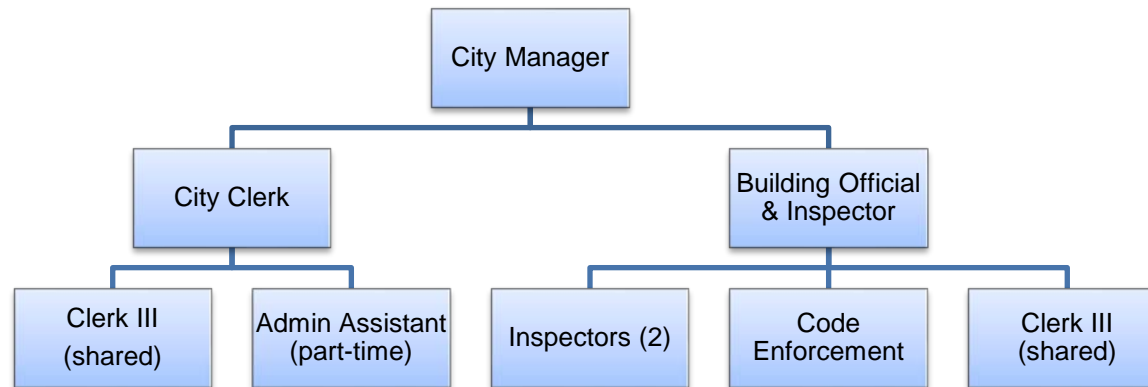 City Manager
City Clerk
Building Official
& Inspector
Clerk III
(shared)
Admin Assistant
(part-time)
Inspectors (2)
Code
Enforcement
Clerk III
(shared)